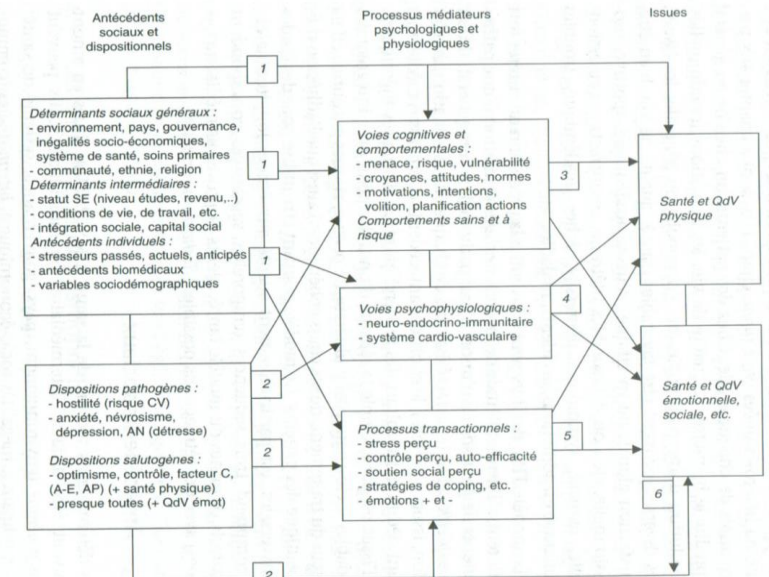 Antécédents
sociaux et
dispositionnels
Processus médiateurs
psychologiques et
physiologiques
Issues
1
Déterminants sociaux généraux :
- environnement, pays, gouvernance,
inégalités socio-économiques,
système de santé, soins primaires
- communauté, ethnie, religion
Déterminants intermédiaires :
- statut SE (niveau études, revenu,..)
- conditions de vie, de travail, etc.
- intégration sociale, capital social
Antécédents individuels :
- stresseurs passés, actuels, anticipés
- antécédents biomédicaux
- variables sociodémographiques
1
1
Voies cognitives et
comportementales :
- menace, risque, vulnérabilité
- croyances, attitudes, normes
- motivations, intentions,
volition, planification actions
Comportements sains et à
risque
3
Santé et QdV
physique
Voies psychophysiologiques :
- neuro-endocrino-immunitaire
- système cardio-vasculaire
4
Dispositions pathogènes :
- hostilité (risque CV)
- anxiété, névrosisme,
dépression, AN (détresse)
Dispositions salutogènes :
- optimisme, contrôle, facteur C,
(A-E, AP) (+ santé physique)
- presque toutes (+ QdV émot)
2
2
Processus transactionnels :
- stress perçu
- contrôle perçu, auto-efficacité
- soutien social perçu
- stratégies de coping, etc.
- émotions + et -
5
Santé et QdV
émotionnelle,
sociale, etc.
6
2